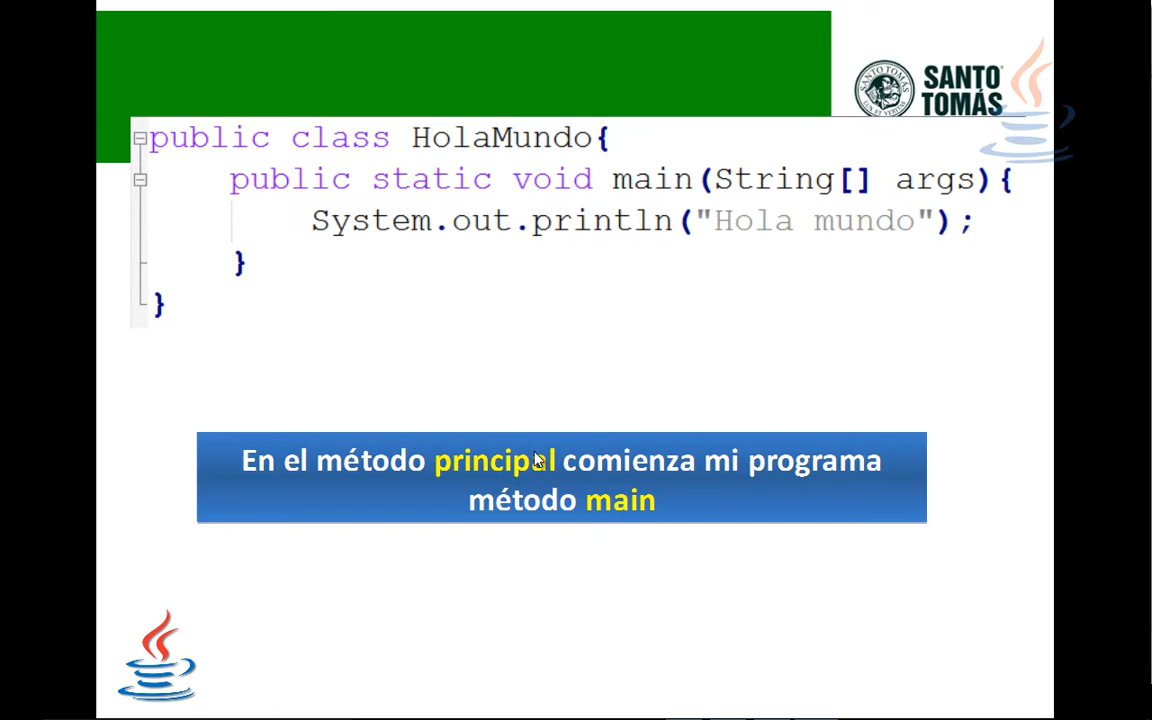 SANTO
TOMÁS
public class HolaMundo{
public static void main(String[] args){
System.out.println("Hola mundo");
}
}
En el método principal comienza mi programa
método main